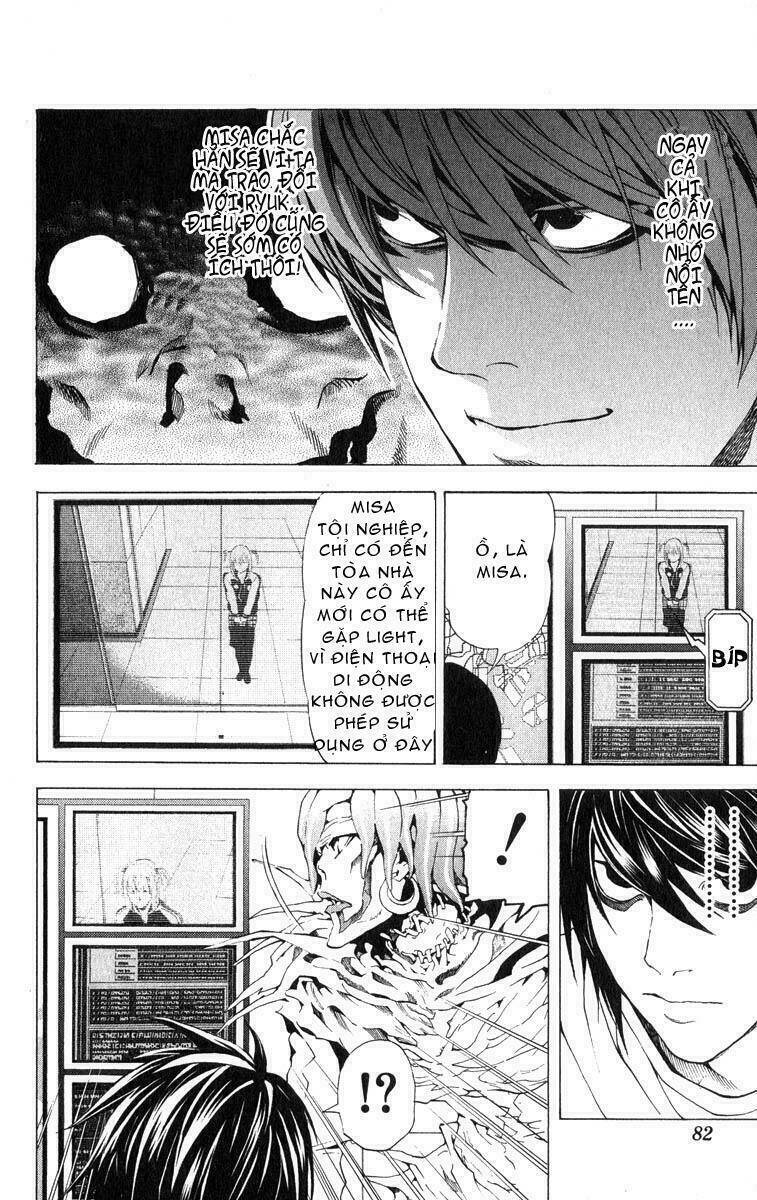 NGAY
CẢ KHI
CÔ ẤY
KHÔNG
NHỚ
NỔI
TÊN
....
MISA CHẮC
HẲN SẼ VÌ+TA
MÀ TRAO ĐỔI
VỚI RYUK...
ĐIỀU ĐÓ CŨNG
SẼ SỚM CÓ
ÍCH THÔI!
BÍP
Ồ, LÀ
MISA.
MISA
TỘI NGHIỆP,
CHỈ CÓ ĐẾN
TÒA NHÀ
NÀY CÔ ẤY
MỚI CÓ THỂ
GẶP LIGHT,
VÌ ĐIỆN THOẠI
DI ĐỘNG
KHÔNG ĐƯỢC
PHÉP SỬ
DỤNG Ở ĐÂY
!
!?
82